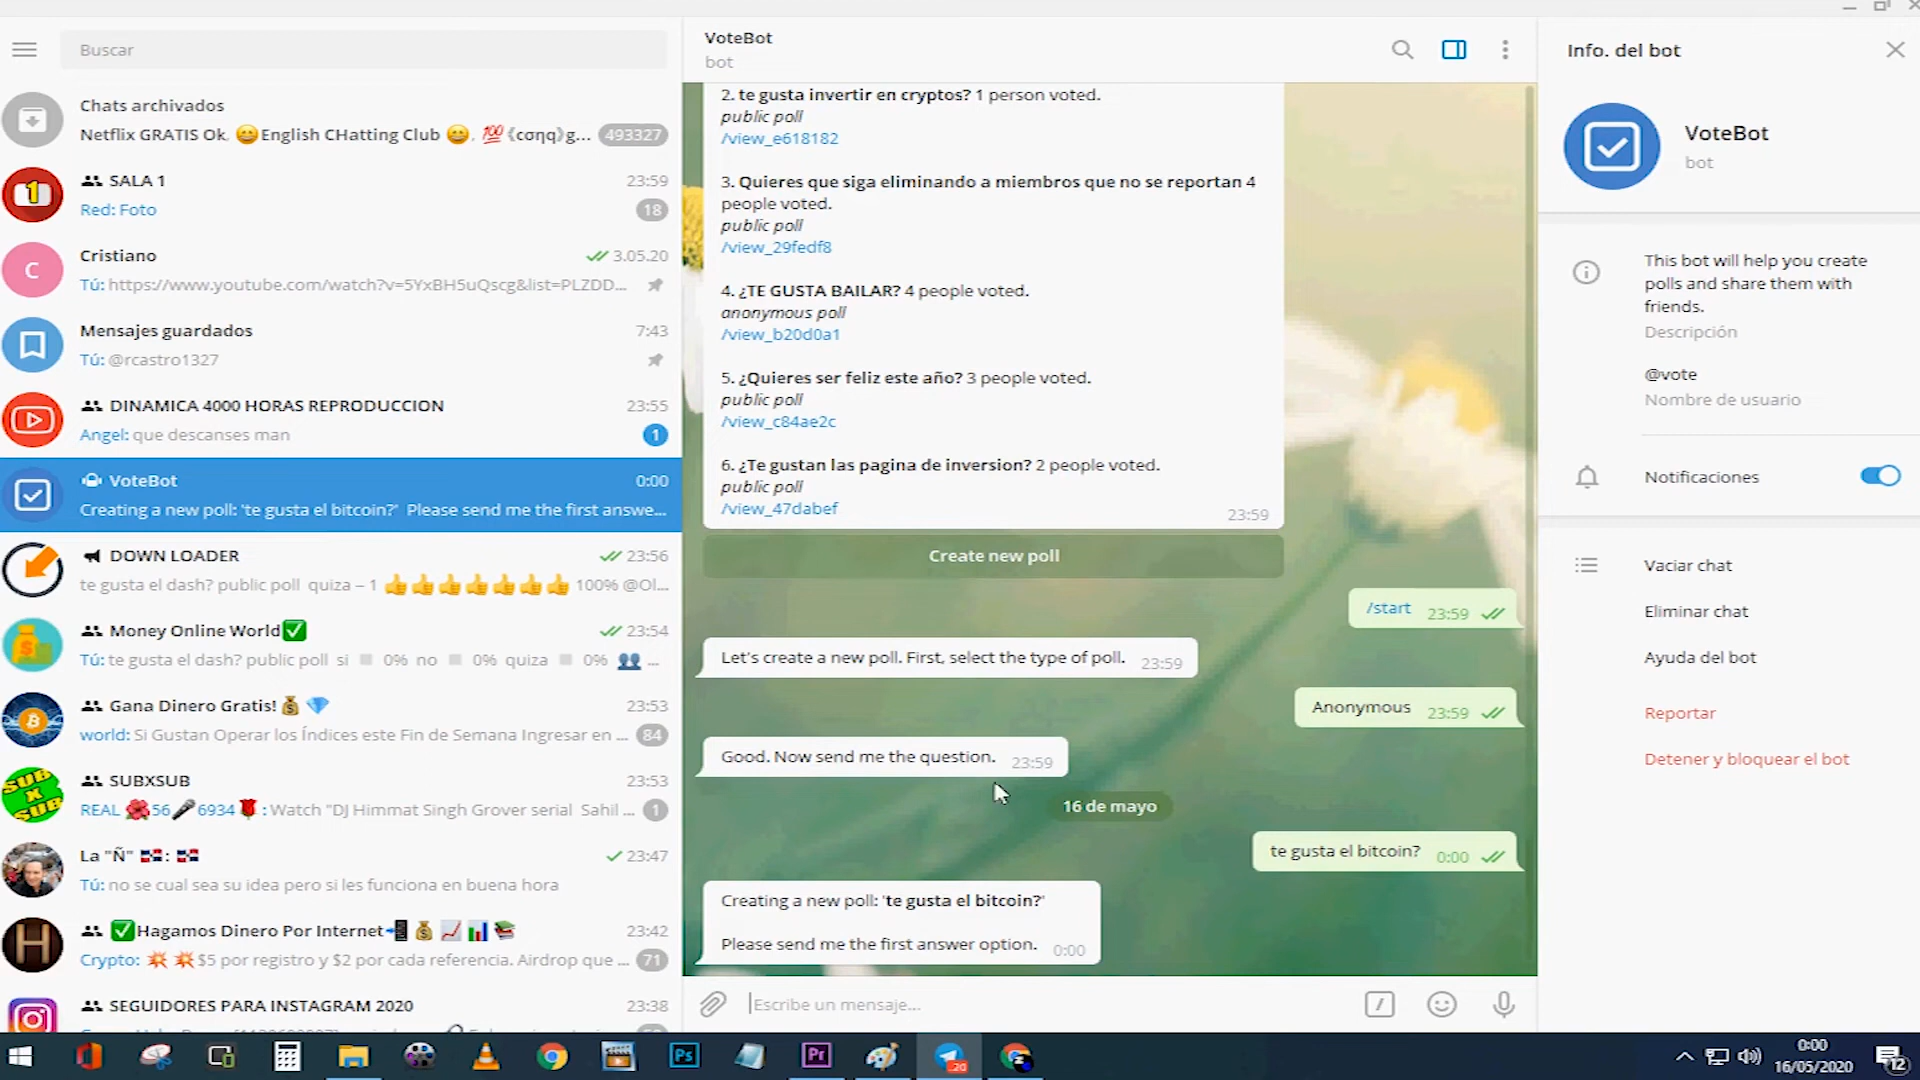 Buscar
Chats archivados
Netflix GRATIS Ok, 😀English CHatting Club 😀, 💯《cσηq》g... 493327
SALA 1 23:59
Red: Foto 18
C
Cristiano 3.05.20
Tú: https://www.youtube.com/watch?v=5YxBH5uQscg&list=PLZDD...
Mensajes guardados 7:43
Tú: @rcastro1327
DINAMICA 4000 HORAS REPRODUCCION 23:55
Angel: que descanses man 1
VoteBot 0:00
Creating a new poll: 'te gusta el bitcoin?' Please send me the first answe...
DOWN LOADER 23:56
te gusta el dash? public poll quiza – 1 👍👍👍👍👍👍👍 100% @Ol...
Money Online World✅ 23:54
Tú: te gusta el dash? public poll si ◽ 0% no ◽ 0% quiza ◽ 0% 👥 ...
Gana Dinero Gratis!💰 💎 23:53
world: Si Gustan Operar los Índices este Fin de Semana Ingresar en ... 84
SUB X SUB
SUBXSUB 23:53
REAL 🌺56🎤6934🌹: Watch "DJ Himmat Singh Grover serial Sahil ... 1
La "Ñ" 🇩🇴: 🇩🇴 23:47
Tú: no se cual sea su idea pero si les funciona en buena hora
H
✅Hagamos Dinero Por Internet📲 💰 📈 📊 📚 23:42
Crypto: 💥 💥$5 por registro y $2 por cada referencia. Airdrop que ... 71
SEGUIDORES PARA INSTAGRAM 2020 23:38
VoteBot
bot
2. te gusta invertir en cryptos? 1 person voted.
public poll
/view_e618182
3. Quieres que siga eliminando a miembros que no se reportan 4
people voted.
public poll
/view_29fedf8
4. ¿TE GUSTA BAILAR? 4 people voted.
anonymous poll
/view_b20d0a1
5. ¿Quieres ser feliz este año? 3 people voted.
public poll
/view_c84ae2c
6. ¿Te gustan las pagina de inversion? 2 people voted.
public poll
/view_47dabef 23:59
Create new poll
/start 23:59
Let's create a new poll. First, select the type of poll. 23:59
Anonymous 23:59
Good. Now send me the question. 23:59
16 de mayo
te gusta el bitcoin? 0:00
Creating a new poll: 'te gusta el bitcoin?'
Please send me the first answer option. 0:00
Escribe un mensaje...
Info. del bot
VoteBot
bot
This bot will help you create
polls and share them with
friends.
Descripción
@vote
Nombre de usuario
Notificaciones
Vaciar chat
Eliminar chat
Ayuda del bot
Reportar
Detener y bloquear el bot
Ps
Pr
.20
0:00
16/05/2020
12